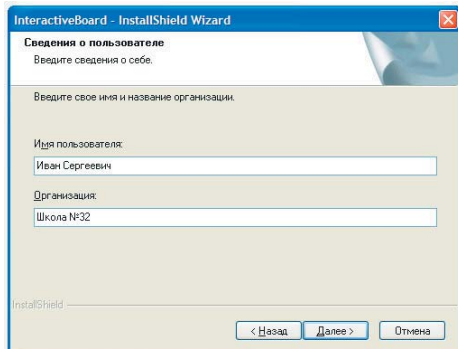 InteractiveBoard - InstallShield Wizard
Сведения о пользователе
Введите сведения о себе.
Введите свое имя и название организации.
Имя пользователя:
Иван Сергеевич
Организация:
Школа №32
InstallShield
< Назад Далее > Отмена